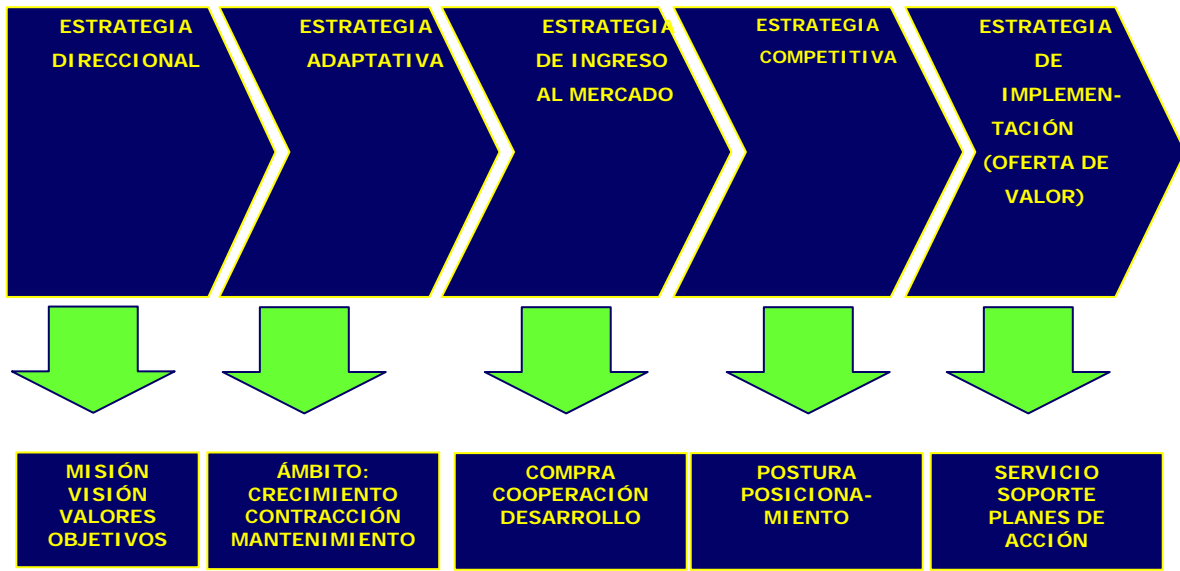 ESTRATEGIA
DIRECCIONAL
ESTRATEGIA
ADAPTATIVA
ESTRATEGIA
DE INGRESO
AL MERCADO
ESTRATEGIA
COMPETITIVA
ESTRATEGIA
DE
IMPLEMEN-
TACIÓN
(OFERTA DE
VALOR)
MISIÓN
VISIÓN
VALORES
OBJETIVOS
ÁMBITO:
CRECIMIENTO
CONTRACCIÓN
MANTENIMIENTO
COMPRA
COOPERACIÓN
DESARROLLO
POSTURA
POSICIONA-
MIENTO
SERVICIO
SOPORTE
PLANES DE
ACCIÓN